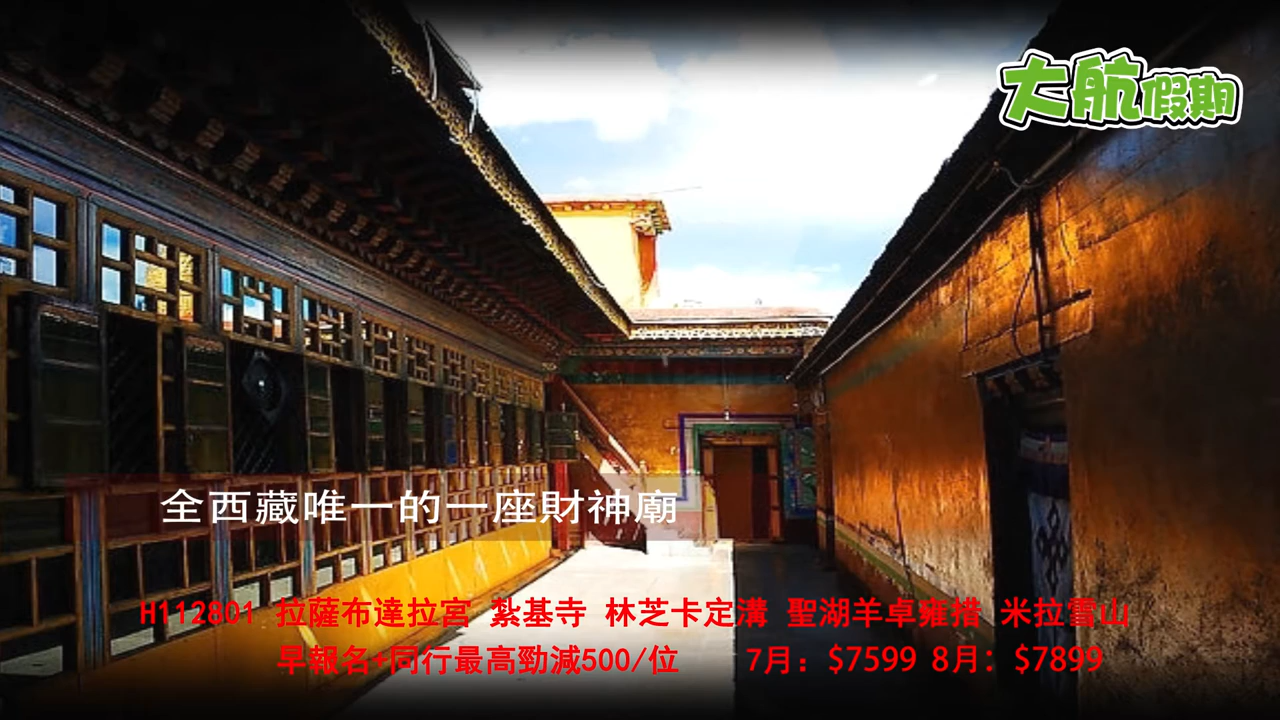 大航假期
全西藏唯一的一座財神廟
H112801 拉薩布達拉宮 紮基寺 林芝卡定溝 聖湖羊卓雍措 米拉雪山
早報名+同行最高勁減500/位 7月：$7599 8月：$7899